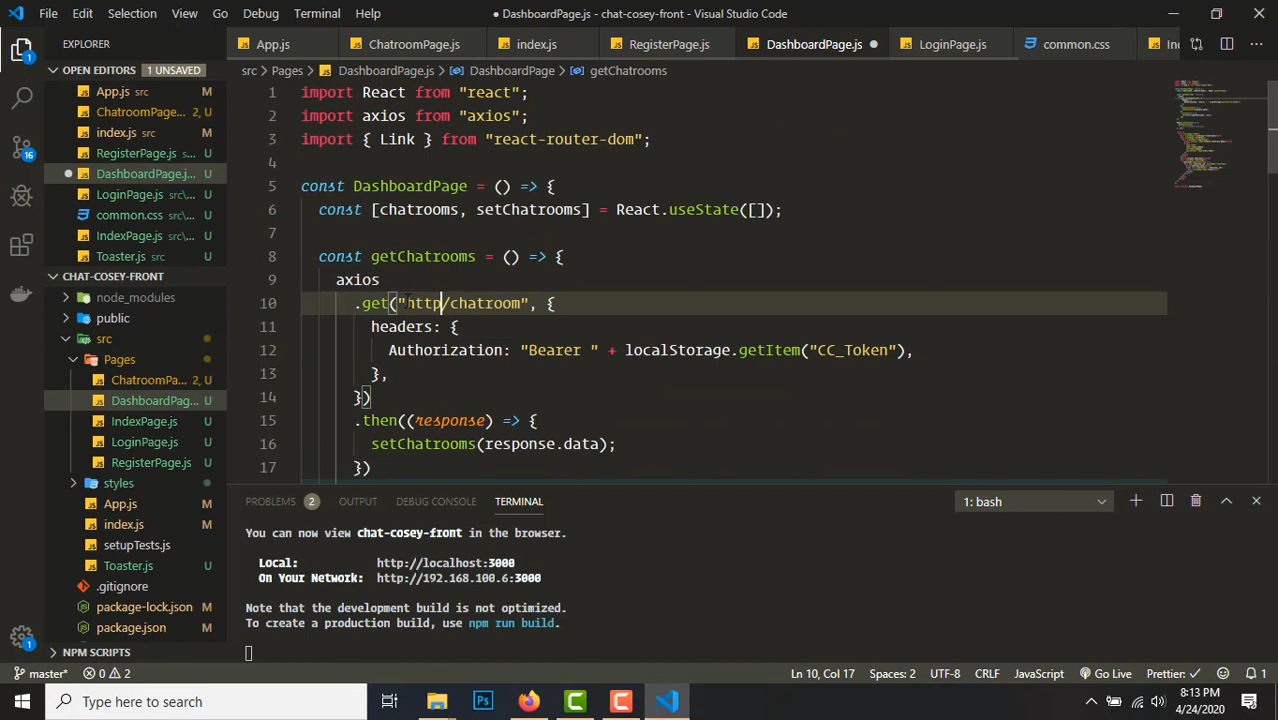 File Edit Selection View Go Debug Terminal Help
● DashboardPage.js - chat-cosey-front - Visual Studio Code
EXPLORER
App.js
ChatroomPage.js
index.js
RegisterPage.js
DashboardPage.js
LoginPage.js
common.css
OPEN EDITORS 1 UNSAVED
App.js src M
ChatroomPage... 2, U
index.js src M
RegisterPage.js s... U
DashboardPage.j... U
LoginPage.js src\... U
common.css src\... U
IndexPage.js src\... U
Toaster.js src U
CHAT-COSEY-FRONT
node_modules
public
src
Pages
ChatroomPa... 2, U
DashboardPag... U
IndexPage.js U
LoginPage.js U
RegisterPage.js U
styles
App.js M
index.js M
setupTests.js
Toaster.js U
.gitignore
package-lock.json M
package.json M
NPM SCRIPTS
src > Pages > DashboardPage.js > DashboardPage > getChatrooms
1 import React from "react";
2 import axios from "axios";
3 import { Link } from "react-router-dom";
4
5 const DashboardPage = () => {
6 const [chatrooms, setChatrooms] = React.useState([]);
7
8 const getChatrooms = () => {
9 axios
10 .get("http/chatroom", {
11 headers: {
12 Authorization: "Bearer " + localStorage.getItem("CC_Token"),
13 },
14 })
15 .then((response) => {
16 setChatrooms(response.data);
17 })
PROBLEMS 2 OUTPUT DEBUG CONSOLE TERMINAL
1: bash
You can now view chat-cosey-front in the browser.
Local: http://localhost:3000
On Your Network: http://192.168.100.6:3000
Note that the development build is not optimized.
To create a production build, use npm run build.
master* 0 2
Ln 10, Col 17 Spaces: 2 UTF-8 CRLF JavaScript Go Live Prettier: ✓ 1
Type here to search
8:13 PM
4/24/2020